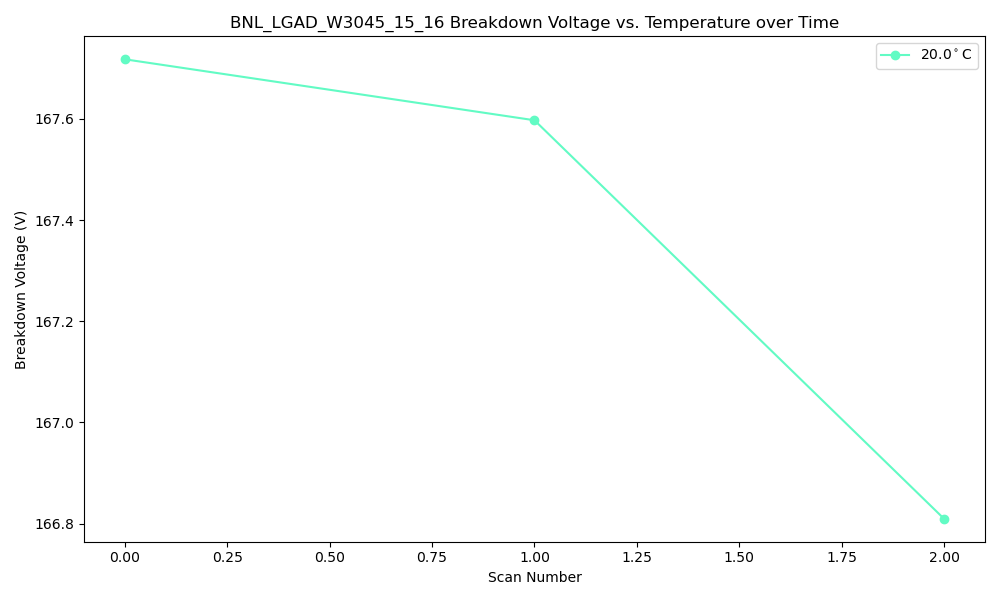 BNL_LGAD_W3045_15_16 Breakdown Voltage vs. Temperature over Time
20.0°C
Breakdown Voltage (V)
167.6
167.4
167.2
167.0
166.8
0.00 0.25 0.50 0.75 1.00 1.25 1.50 1.75 2.00
Scan Number